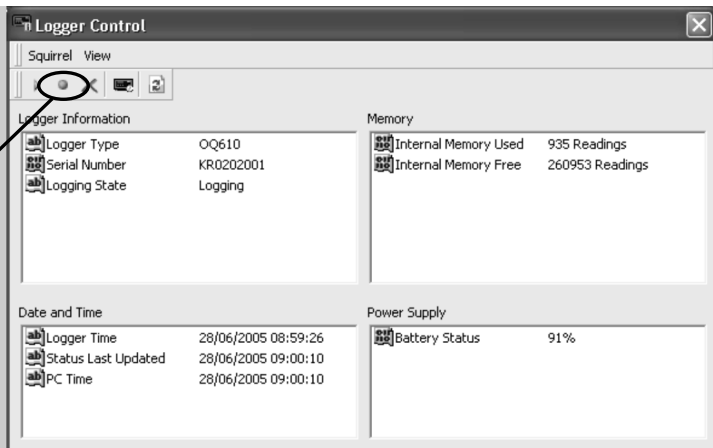 Logger Control
Squirrel View
Logger Information
Logger Type OQ610
Serial Number KR0202001
Logging State Logging
Memory
Internal Memory Used 935 Readings
Internal Memory Free 260953 Readings
Date and Time
Logger Time 28/06/2005 08:59:26
Status Last Updated 28/06/2005 09:00:10
PC Time 28/06/2005 09:00:10
Power Supply
Battery Status 91%